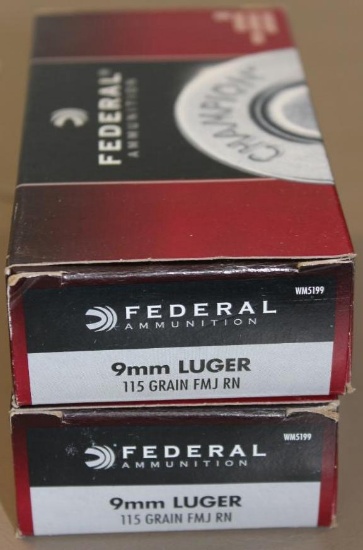 FEDERAL
AMMUNITION
CHAMPION
WM5199
FEDERAL
AMMUNITION
9mm LUGER
115 GRAIN FMJ RN
WM5199
FEDERAL
AMMUNITION
9mm LUGER
115 GRAIN FMJ RN